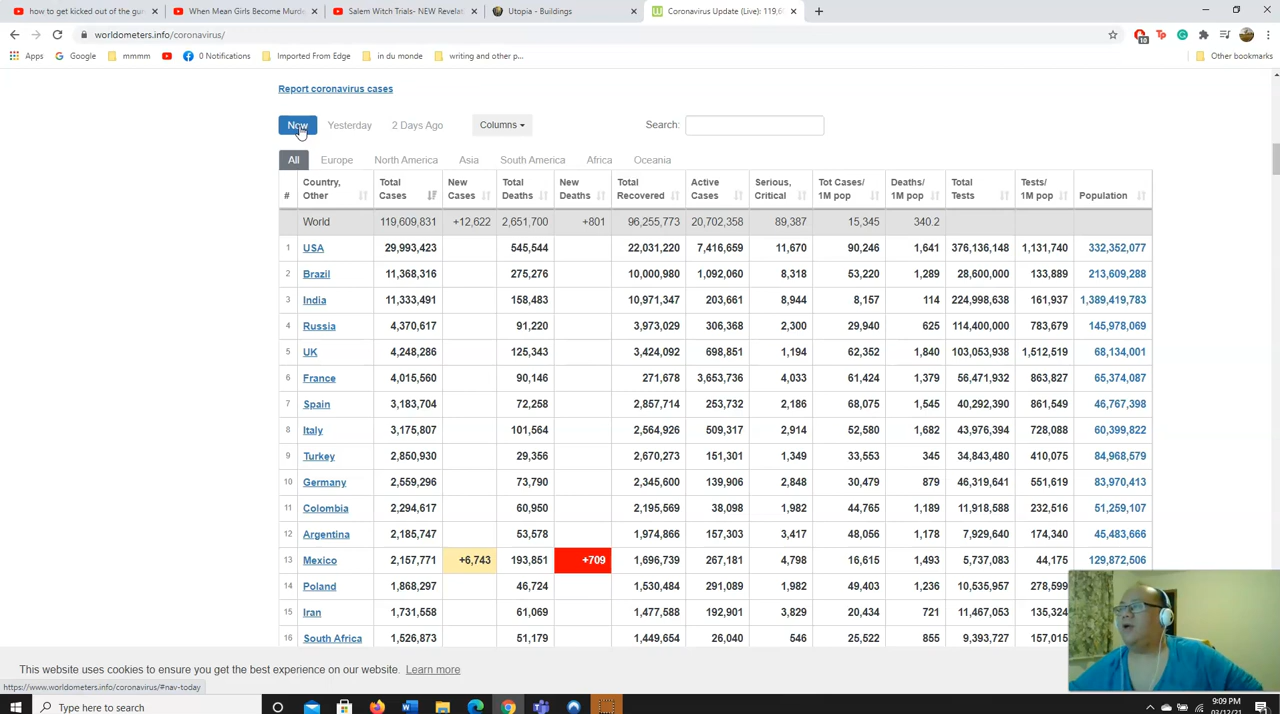 how to get kicked out of the gu
When Mean Girls Become Murde
Salem Witch Trials- NEW Revelat
Utopia - Buildings
Coronavirus Update (Live): 119,6
worldometers.info/coronavirus/
10
Apps Google mmmm 0 Notifications Imported From Edge in du monde writing and other p... Other bookmarks
Report coronavirus cases
Now Yesterday 2 Days Ago Columns Search:
All Europe North America Asia South America Africa Oceania
# Country, Other Total Cases New Cases Total Deaths New Deaths Total Recovered Active Cases Serious, Critical Tot Cases/ 1M pop Deaths/ 1M pop Total Tests Tests/ 1M pop Population
World 119,609,831 +12,622 2,651,700 +801 96,255,773 20,702,358 89,387 15,345 340.2
1 USA 29,993,423 545,544 22,031,220 7,416,659 11,670 90,246 1,641 376,136,148 1,131,740 332,352,077
2 Brazil 11,368,316 275,276 10,000,980 1,092,060 8,318 53,220 1,289 28,600,000 133,889 213,609,288
3 India 11,333,491 158,483 10,971,347 203,661 8,944 8,157 114 224,998,638 161,937 1,389,419,783
4 Russia 4,370,617 91,220 3,973,029 306,368 2,300 29,940 625 114,400,000 783,679 145,978,069
5 UK 4,248,286 125,343 3,424,092 698,851 1,194 62,352 1,840 103,053,938 1,512,519 68,134,001
6 France 4,015,560 90,146 271,678 3,653,736 4,033 61,424 1,379 56,471,932 863,827 65,374,087
7 Spain 3,183,704 72,258 2,857,714 253,732 2,186 68,075 1,545 40,292,390 861,549 46,767,398
8 Italy 3,175,807 101,564 2,564,926 509,317 2,914 52,580 1,682 43,976,394 728,088 60,399,822
9 Turkey 2,850,930 29,356 2,670,273 151,301 1,349 33,553 345 34,843,480 410,075 84,968,579
10 Germany 2,559,296 73,790 2,345,600 139,906 2,848 30,479 879 46,319,641 551,619 83,970,413
11 Colombia 2,294,617 60,950 2,195,569 38,098 1,982 44,765 1,189 11,918,588 232,516 51,259,107
12 Argentina 2,185,747 53,578 1,974,866 157,303 3,417 48,056 1,178 7,929,640 174,340 45,483,666
13 Mexico 2,157,771 +6,743 193,851 +709 1,696,739 267,181 4,798 16,615 1,493 5,737,083 44,175 129,872,506
14 Poland 1,868,297 46,724 1,530,484 291,089 1,982 49,403 1,236 10,535,957 278,599
15 Iran 1,731,558 61,069 1,477,588 192,901 3,829 20,434 721 11,467,053 135,324
16 South Africa 1,526,873 51,179 1,449,654 26,040 546 25,522 855 9,393,727 157,015
This website uses cookies to ensure you get the best experience on our website. Learn more
https://www.worldometers.info/coronavirus/#nav-today
Type here to search
9:09 PM
03/12/21